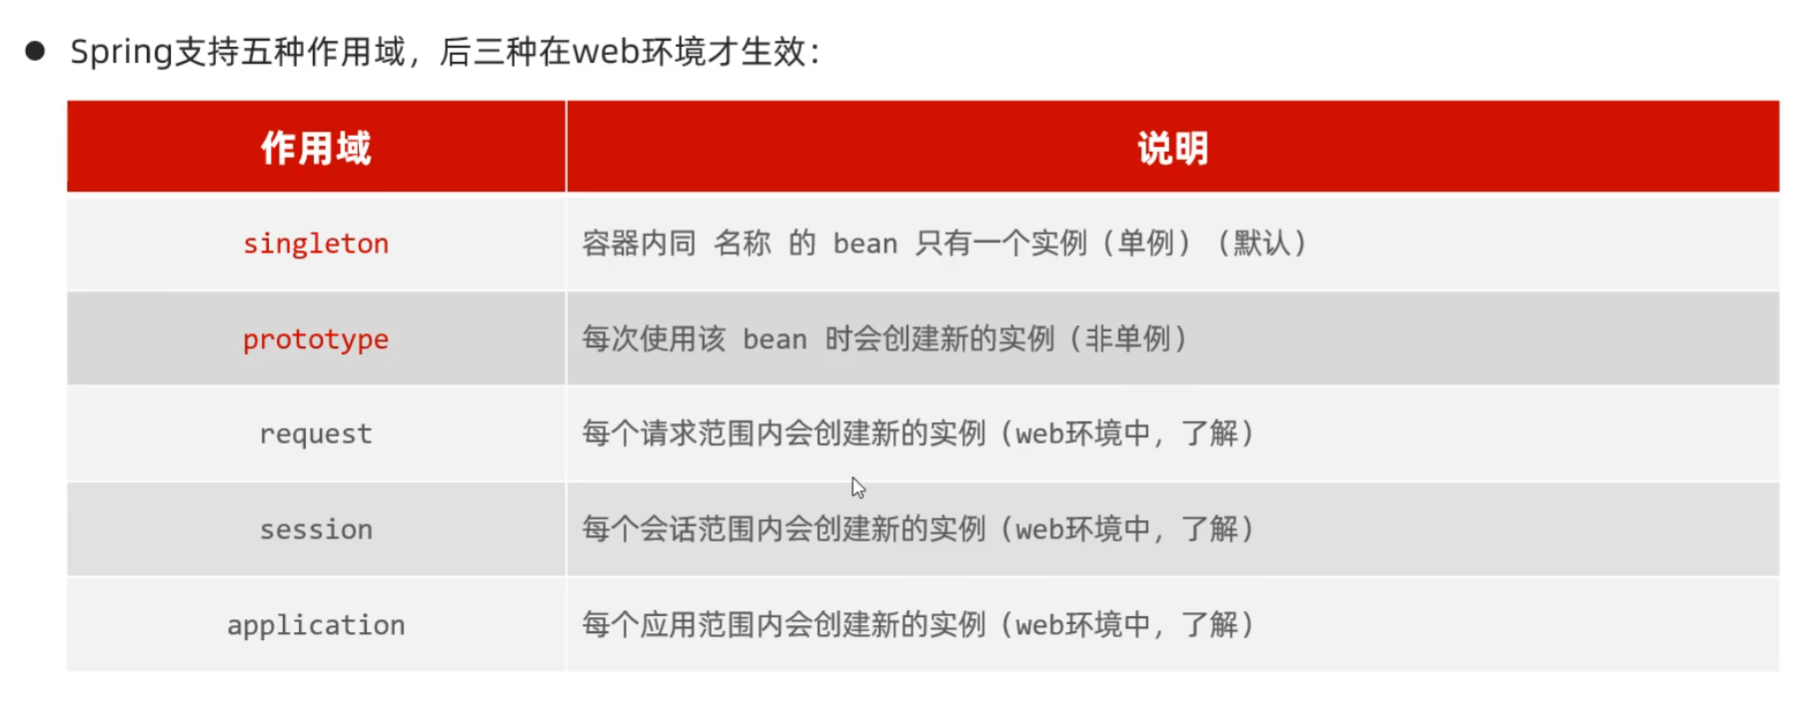 Spring支持五种作用域，后三种在web环境才生效：
作用域 说明
singleton 容器内同 名称 的 bean 只有一个实例（单例）（默认）
prototype 每次使用该 bean 时会创建新的实例（非单例）
request 每个请求范围内会创建新的实例（web环境中，了解）
session 每个会话范围内会创建新的实例（web环境中，了解）
application 每个应用范围内会创建新的实例（web环境中，了解）